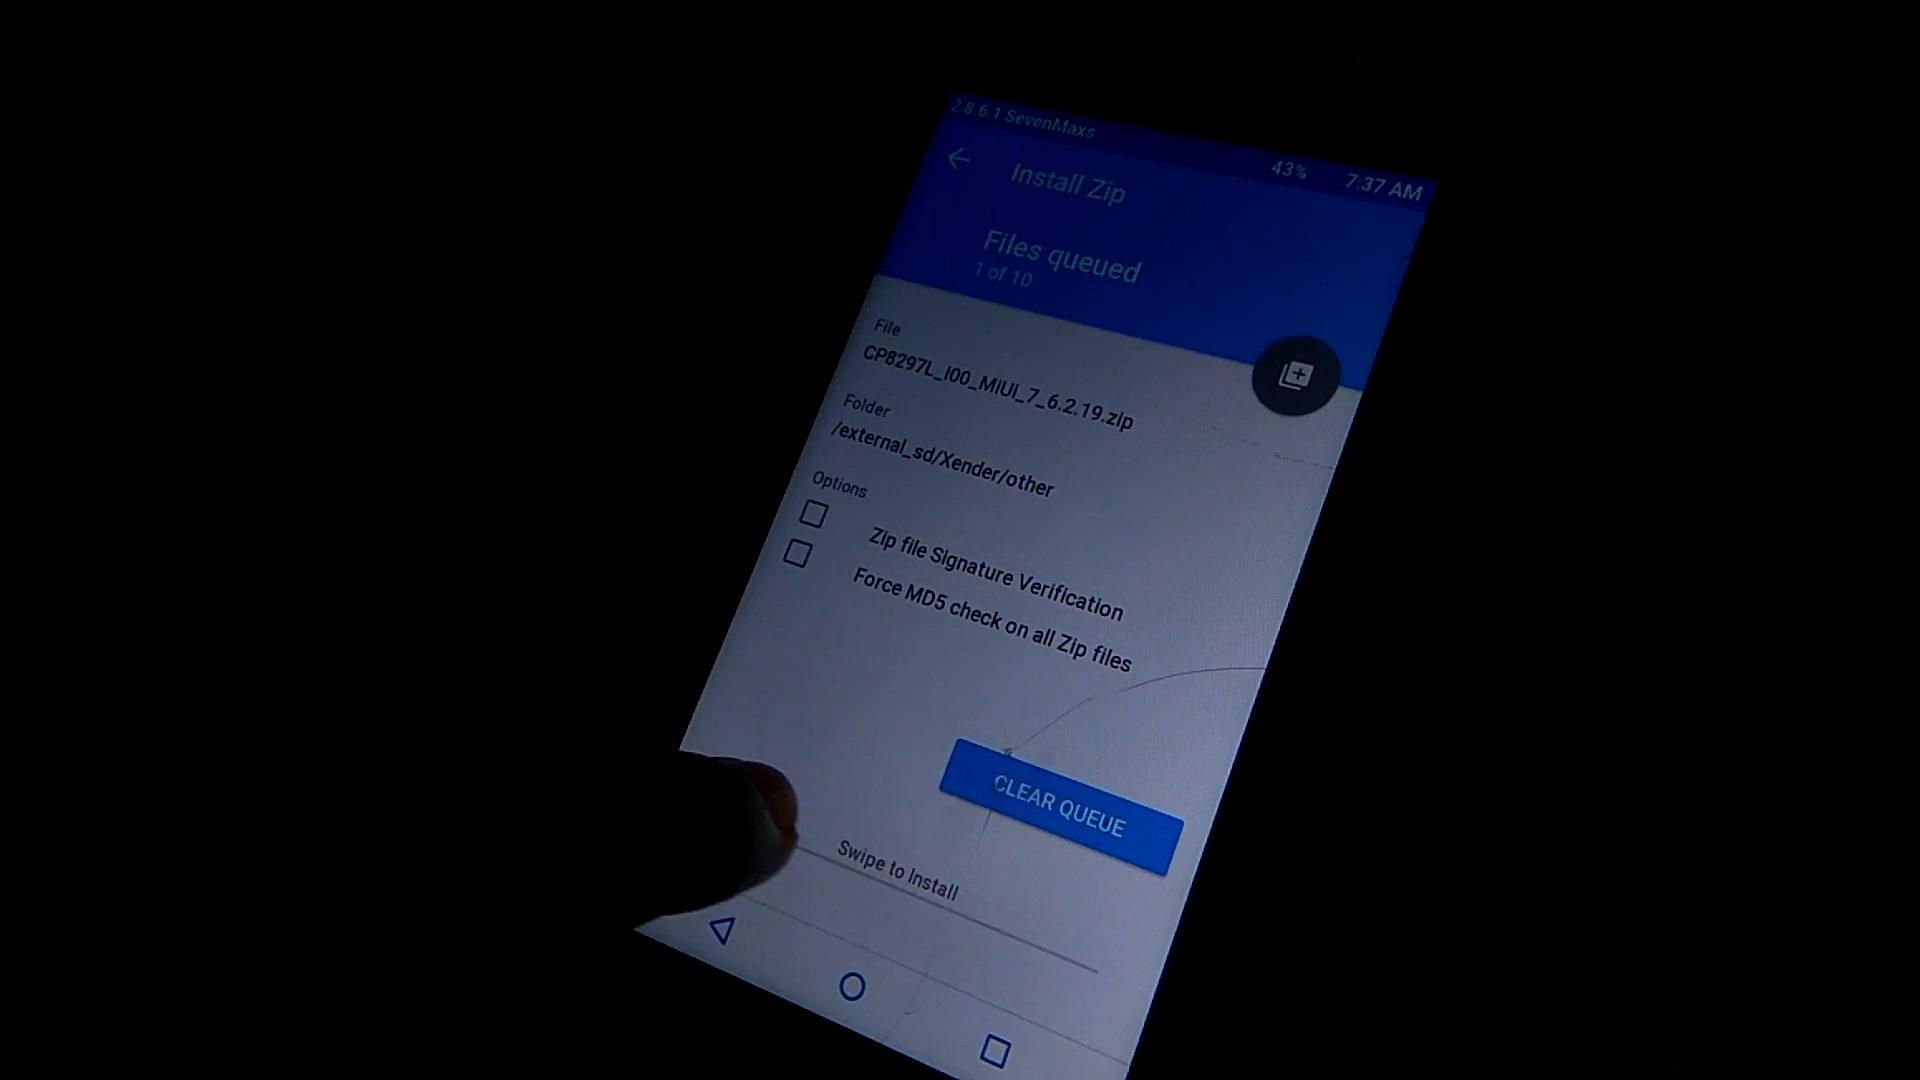 2.8.6.1 SevenMaxs
43% 7:37 AM
Install Zip
Files queued
1 of 10
File
CP8297L_I00_MiUi_7_6.2.19.zip
Folder
/external_sd/Xender/other
Options
Zip file Signature Verification
Force MD5 check on all Zip files
CLEAR QUEUE
Swipe to Install